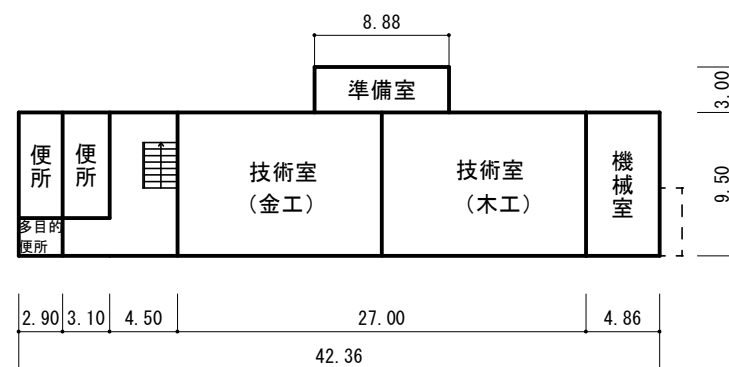 8.88
3.00
準備室
便所
便所
技術室
（金工）
技術室
（木工）
機械室
9.50
多目的
便所
2.90
3.10
4.50
27.00
4.86
42.36